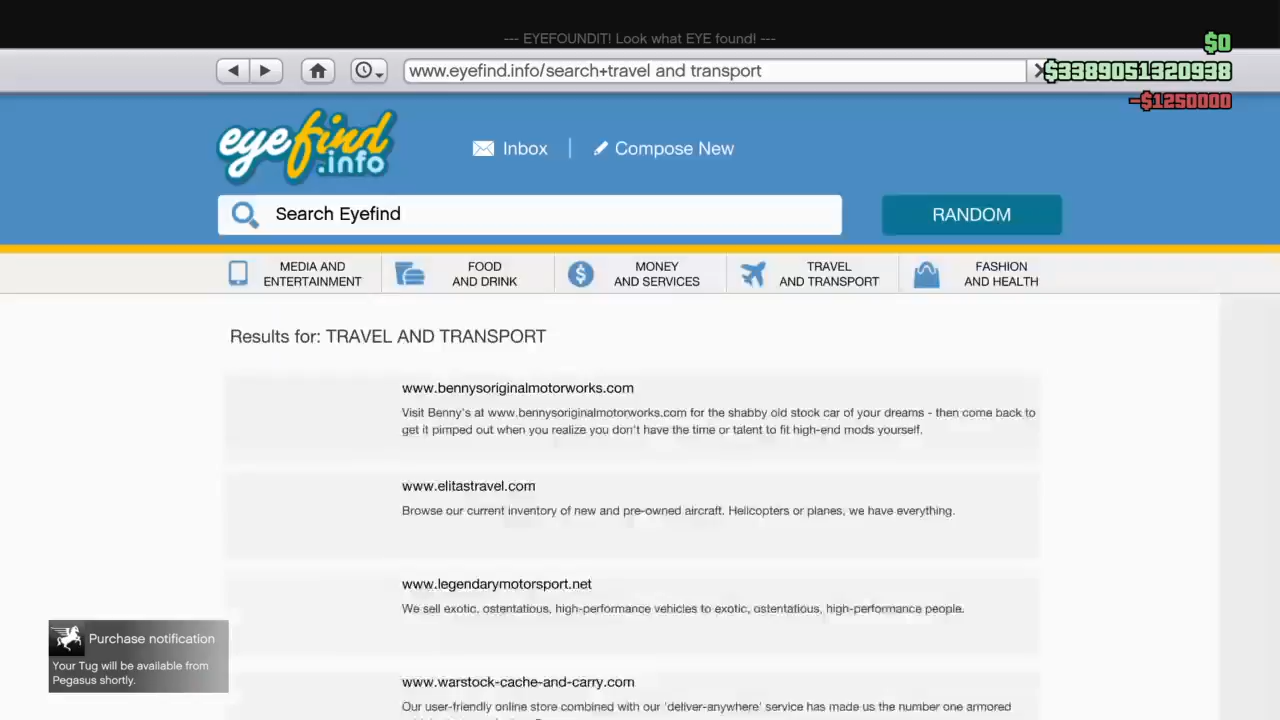 --- EYEFOUNDIT! Look what EYE found! ---
$0
www.eyefind.info/search+travel and transport
$3389051320938
-$1250000
eyefind.info
Inbox
Compose New
Search Eyefind
RANDOM
MEDIA AND
ENTERTAINMENT
FOOD
AND DRINK
MONEY
AND SERVICES
TRAVEL
AND TRANSPORT
FASHION
AND HEALTH
Results for: TRAVEL AND TRANSPORT
www.bennysoriginalmotorworks.com
Visit Benny's at www.bennysoriginalmotorworks.com for the shabby old stock car of your dreams - then come back to
get it pimped out when you realize you don't have the time or talent to fit high-end mods yourself.
www.elitastravel.com
Browse our current inventory of new and pre-owned aircraft. Helicopters or planes, we have everything.
www.legendarymotorsport.net
We sell exotic, ostentatious, high-performance vehicles to exotic, ostentatious, high-performance people.
Purchase notification
Your Tug will be available from
Pegasus shortly.
www.warstock-cache-and-carry.com
Our user-friendly online store combined with our 'deliver-anywhere' service has made us the number one armored